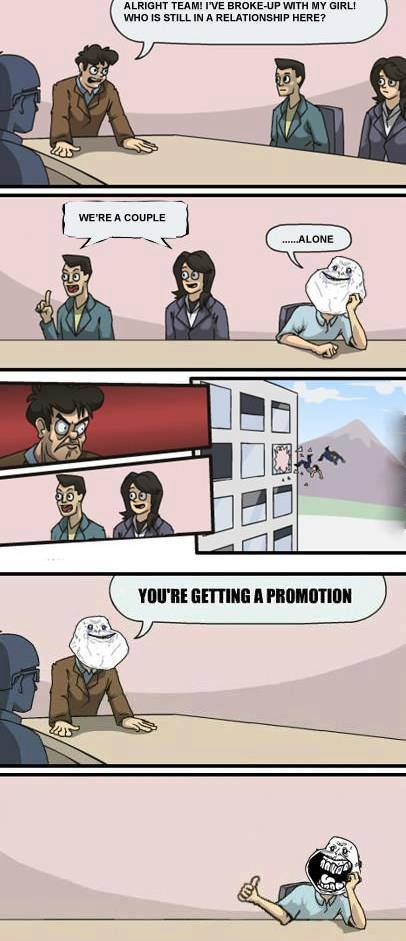 ALRIGHT TEAM! I'VE BROKE-UP WITH MY GIRL!
WHO IS STILL IN A RELATIONSHIP HERE?
WE'RE A COUPLE
......ALONE
YOU'RE GETTING A PROMOTION